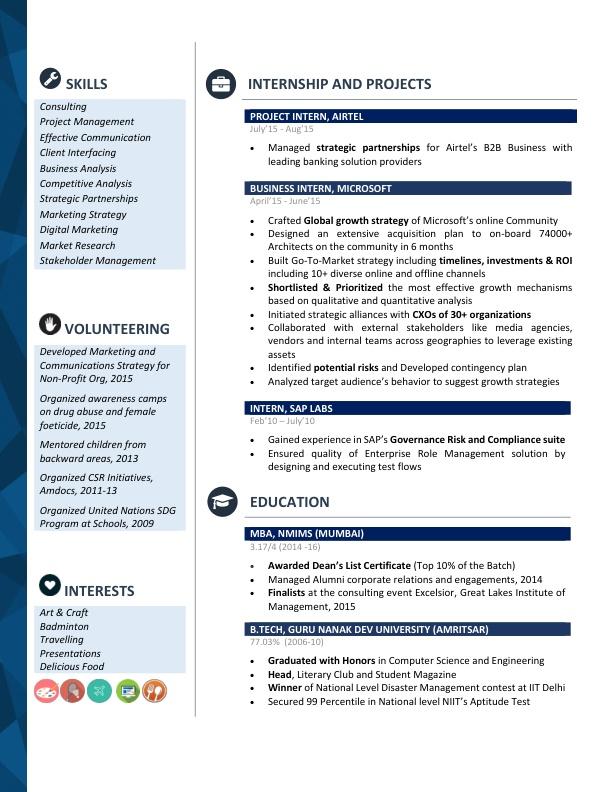 SKILLS
Consulting
Project Management
Effective Communication
Client Interfacing
Business Analysis
Competitive Analysis
Strategic Partnerships
Marketing Strategy
Digital Marketing
Market Research
Stakeholder Management
VOLUNTEERING
Developed Marketing and
Communications Strategy for
Non-Profit Org, 2015
Organized awareness camps
on drug abuse and female
foeticide, 2015
Mentored children from
backward areas, 2013
Organized CSR Initiatives,
Amdocs, 2011-13
Organized United Nations SDG
Program at Schools, 2009
INTERESTS
Art & Craft
Badminton
Travelling
Presentations
Delicious Food
INTERNSHIP AND PROJECTS
PROJECT INTERN, AIRTEL
July'15 - Aug'15
• Managed strategic partnerships for Airtel's B2B Business with
leading banking solution providers
BUSINESS INTERN, MICROSOFT
April'15 - June'15
• Crafted Global growth strategy of Microsoft's online Community
• Designed an extensive acquisition plan to on-board 74000+
Architects on the community in 6 months
• Built Go-To-Market strategy including timelines, investments & ROI
including 10+ diverse online and offline channels
• Shortlisted & Prioritized the most effective growth mechanisms
based on qualitative and quantitative analysis
• Initiated strategic alliances with CXOs of 30+ organizations
• Collaborated with external stakeholders like media agencies,
vendors and internal teams across geographies to leverage existing
assets
• Identified potential risks and Developed contingency plan
• Analyzed target audience's behavior to suggest growth strategies
INTERN, SAP LABS
Feb'10 – July'10
• Gained experience in SAP's Governance Risk and Compliance suite
• Ensured quality of Enterprise Role Management solution by
designing and executing test flows
EDUCATION
MBA, NMIMS (MUMBAI)
3.17/4 (2014 -16)
• Awarded Dean's List Certificate (Top 10% of the Batch)
• Managed Alumni corporate relations and engagements, 2014
• Finalists at the consulting event Excelsior, Great Lakes Institute of
Management, 2015
B.TECH, GURU NANAK DEV UNIVERSITY (AMRITSAR)
77.03% (2006-10)
• Graduated with Honors in Computer Science and Engineering
• Head, Literary Club and Student Magazine
• Winner of National Level Disaster Management contest at IIT Delhi
• Secured 99 Percentile in National level NIIT's Aptitude Test